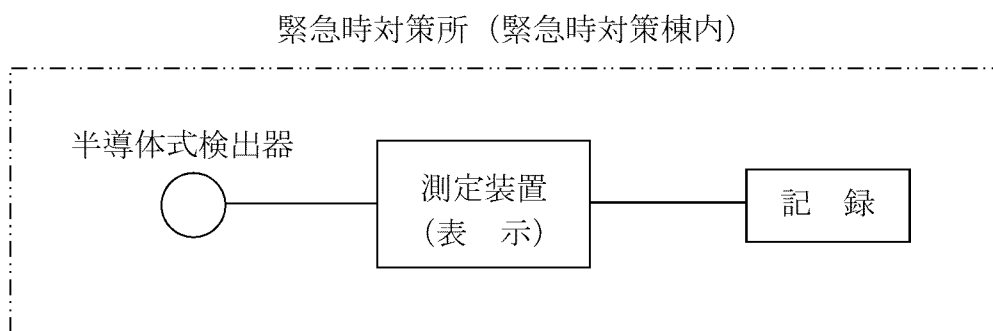 緊急時対策所（緊急時対策棟内）
半導体式検出器
測定装置
（表　示）
記　録